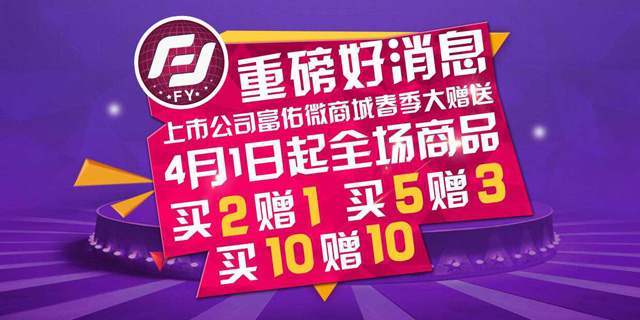 FY
重磅好消息
上市公司富佑微商城春季大赠送
4月1日起全场商品
买2赠1 买5赠3
买10赠10